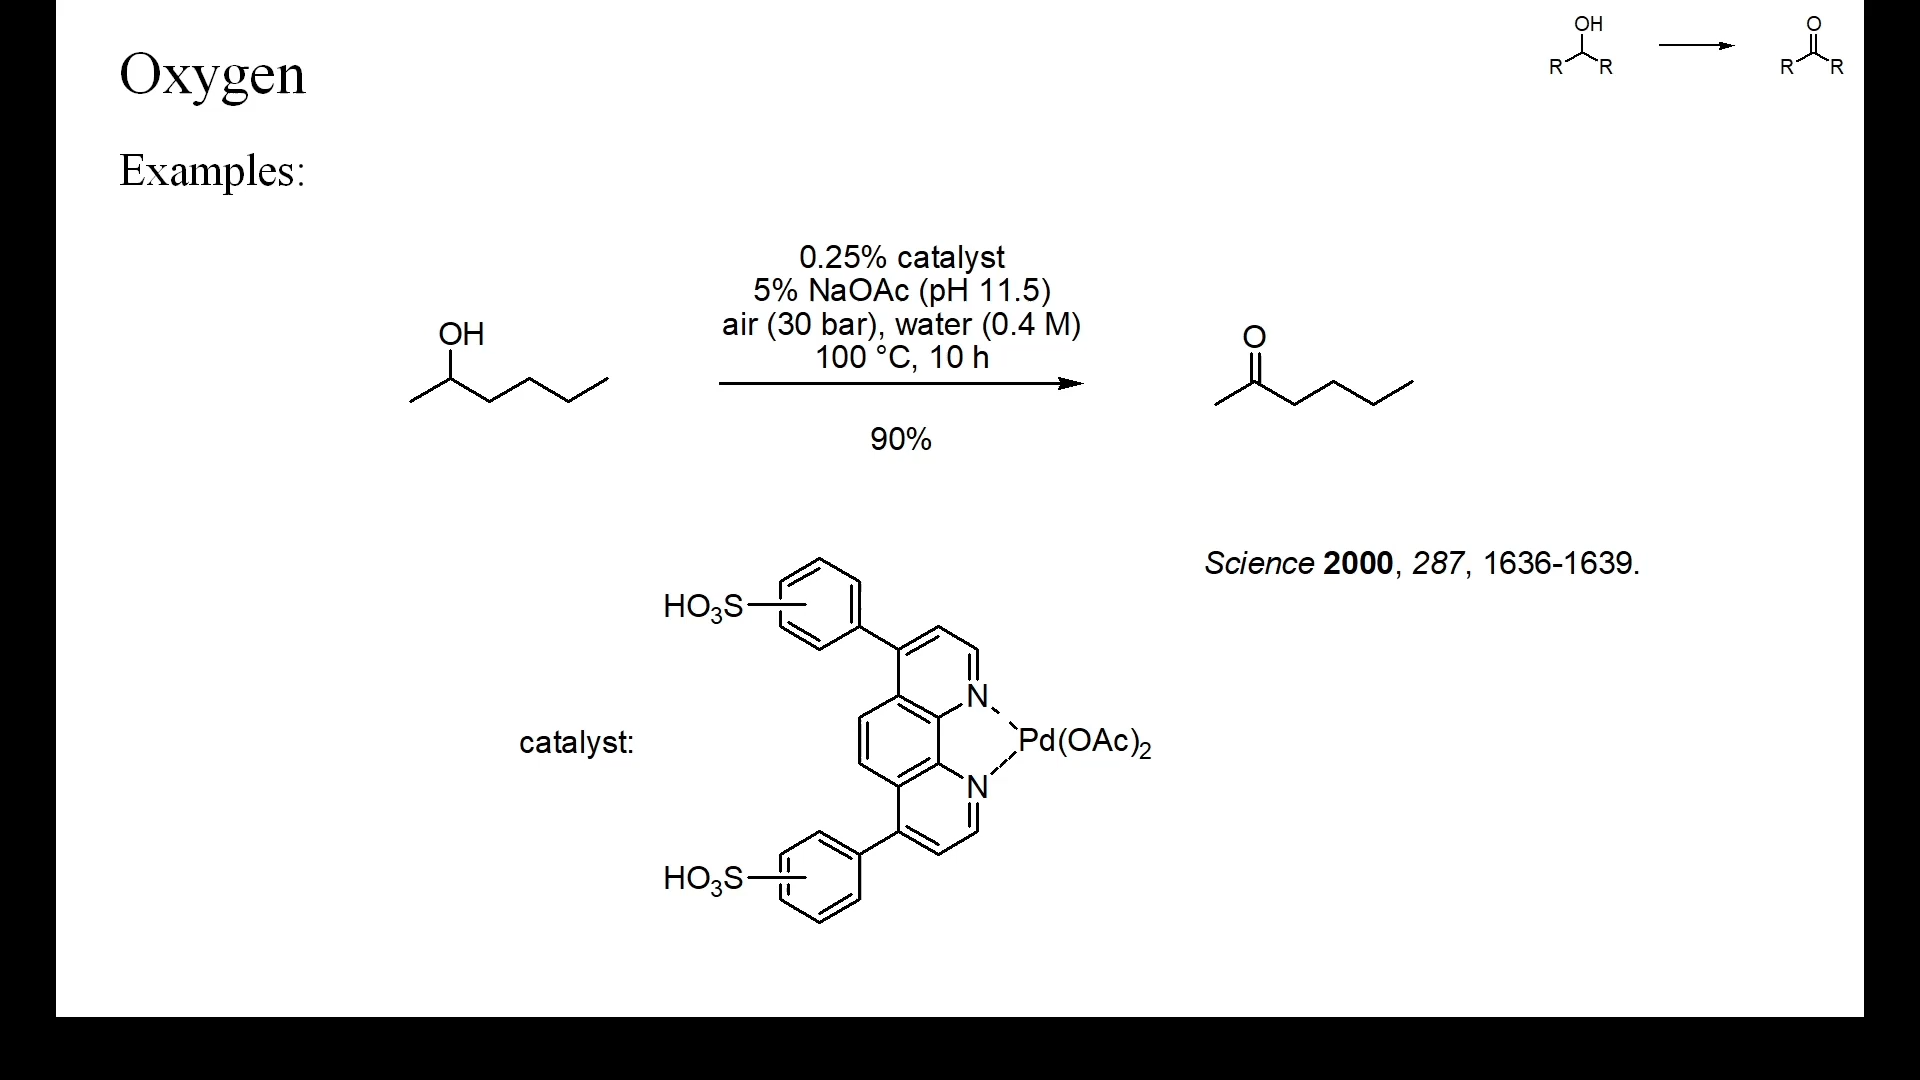 Oxygen
OH
R R
O
R R
Examples:
0.25% catalyst
5% NaOAc (pH 11.5)
air (30 bar), water (0.4 M)
100 °C, 10 h
OH
O
90%
Science 2000, 287, 1636-1639.
HO3S
N
catalyst:
Pd(OAc)2
N
HO3S